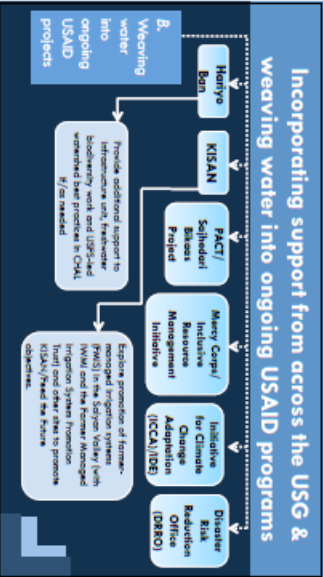 Incorporating support from across the USG &
weaving water into ongoing USAID programs
B.
Weaving
water
into
ongoing
USAID
projects
Hariyo
Ban
KISAN
PACT/
Sajhedari
Bikaas
Project
Mercy Corps/
Inclusive
Resource
Management
Initiative
Initiative
for Climate
Change
Adaptation
(ICCA)/IDE)
Disaster
Risk
Reduction
Office
(DRRO)
Provide additional support to
infrastructure unit, freshwater
biodiversity work and USFS-led
watershed best practices in CHAL
if/as needed
Explore promotion of farmer-
managed irrigation systems
(FMIS) in the Salyan Valley (with
IWMI and the Farmer Managed
Irrigation System Promotion
Trust) and other sites to promote
KISAN/Feed the Future
objectives.